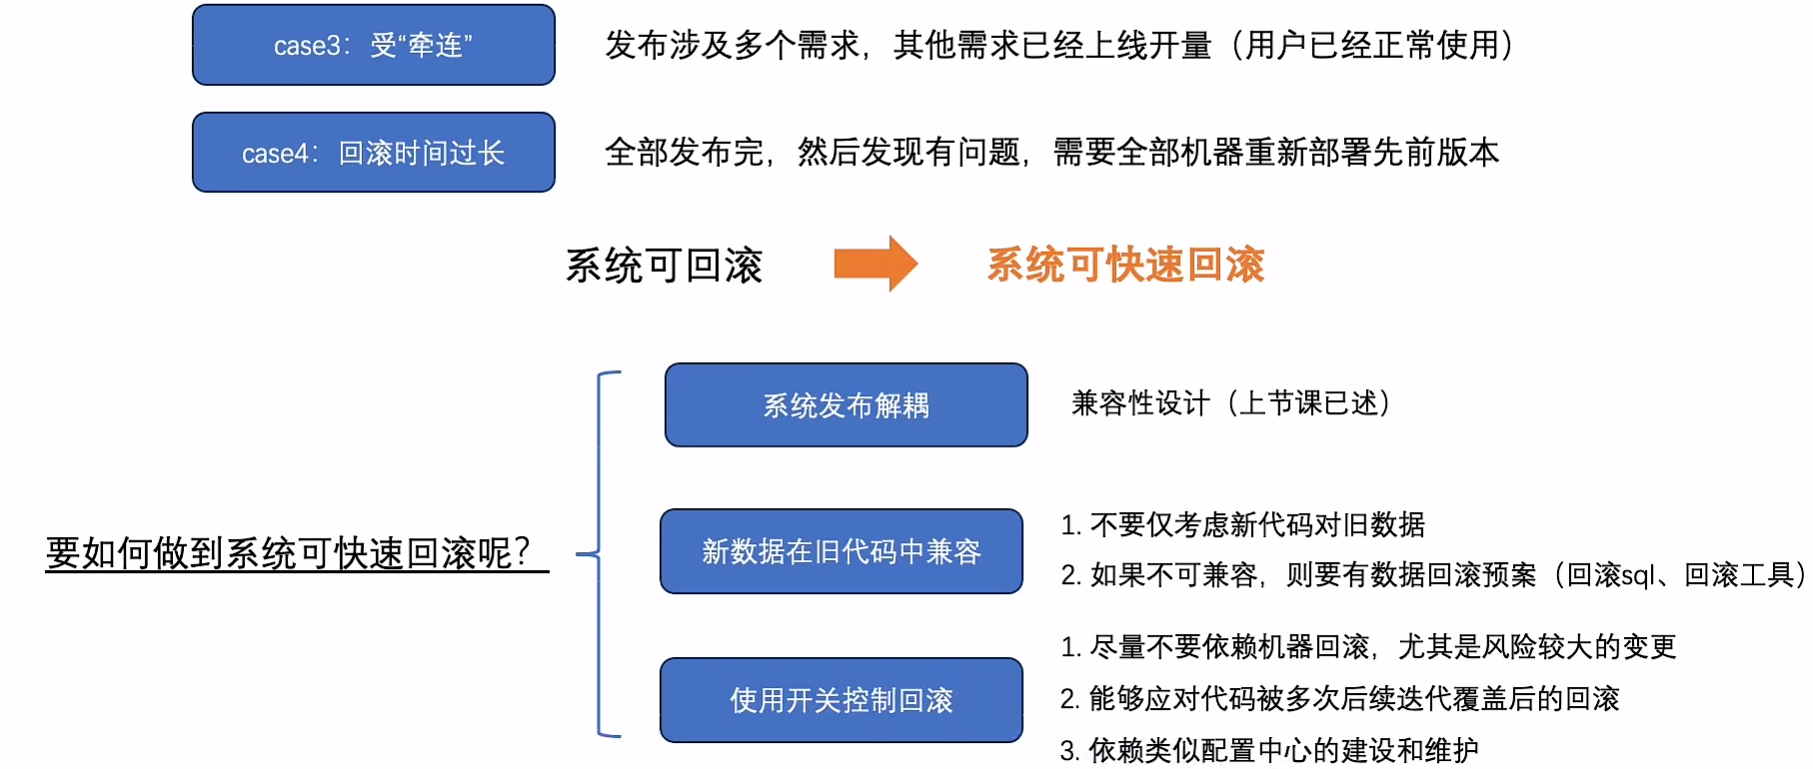 case3：受“牵连”
发布涉及多个需求，其他需求已经上线开量（用户已经正常使用）
case4：回滚时间过长
全部发布完，然后发现有问题，需要全部机器重新部署先前版本
系统可回滚
系统可快速回滚
要如何做到系统可快速回滚呢？
系统发布解耦
兼容性设计（上节课已述）
新数据在旧代码中兼容
1. 不要仅考虑新代码对旧数据
2. 如果不可兼容，则要有数据回滚预案（回滚sql、回滚工具）
使用开关控制回滚
1. 尽量不要依赖机器回滚，尤其是风险较大的变更
2. 能够应对代码被多次后续迭代覆盖后的回滚
3. 依赖类似配置中心的建设和维护